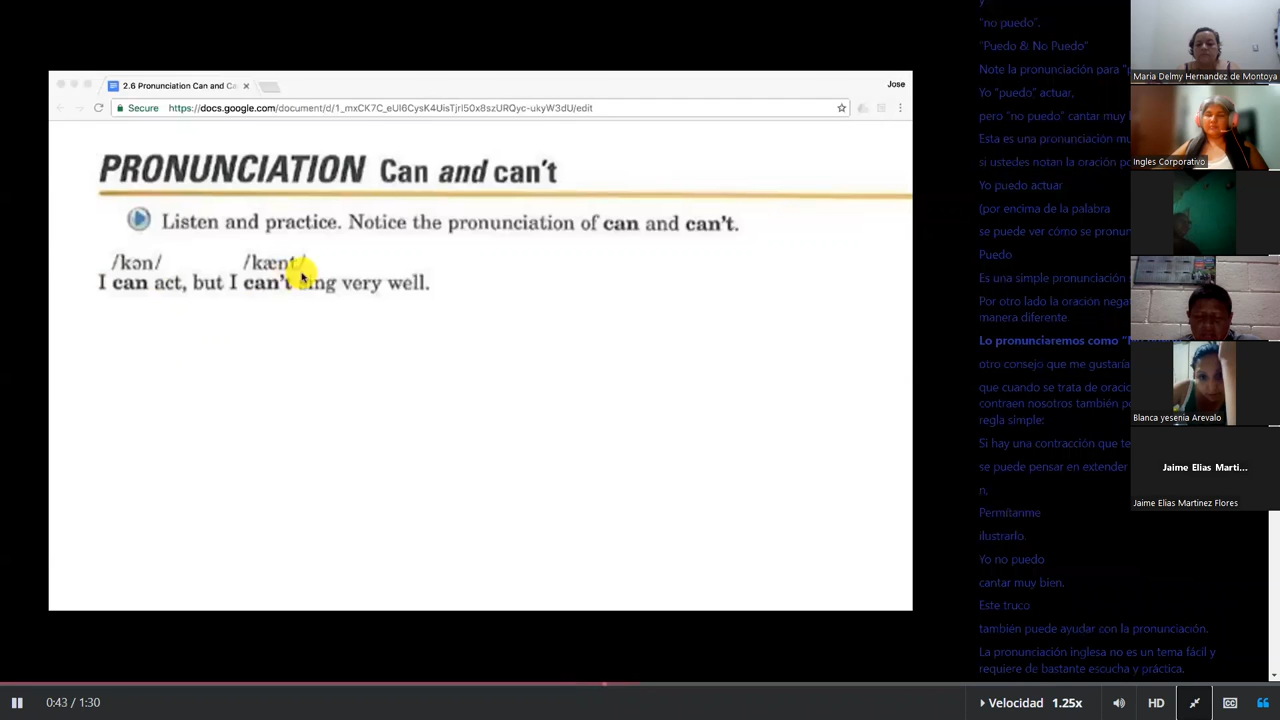 2.6 Pronunciation Can and Ca
Jose
Secure
https://docs.google.com/document/d/1_mxCK7C_eUI6CysK4UisTjrI50x8szURQyc-ukyW3dU/edit
PRONUNCIATION Can and can't
Listen and practice. Notice the pronunciation of can and can't.
/kən/ /kænt/
I can act, but I can't sing very well.
y
"no puedo".
"Puedo & No Puedo"
Note la pronunciación para
Yo "puedo" actuar,
pero "no puedo" cantar muy
Esta es una pronunciación
si ustedes notan la oración
Yo puedo actuar
(por encima de la palabra
se puede ver cómo se
Puedo
Es una simple pronunciación
Por otro lado la oración
manera diferente.
Lo pronunciaremos como
otro consejo que me gustaría
que cuando se trata de
contraen nosotros también
regla simple:
Si hay una contracción que
se puede pensar en extender
n,
Permítanme
ilustrarlo.
Yo no puedo
cantar muy bien.
Este truco
también puede ayudar con la pronunciación.
La pronunciación inglesa no es un tema fácil y
requiere de bastante escucha y práctica.
Maria Delmy Hernandez de Montoya
Ingles Corporativo
Blanca yesenia Arevalo
Jaime Elias Marti...
Jaime Elias Martinez Flores
0:43 / 1:30
Velocidad 1.25x
HD
CC